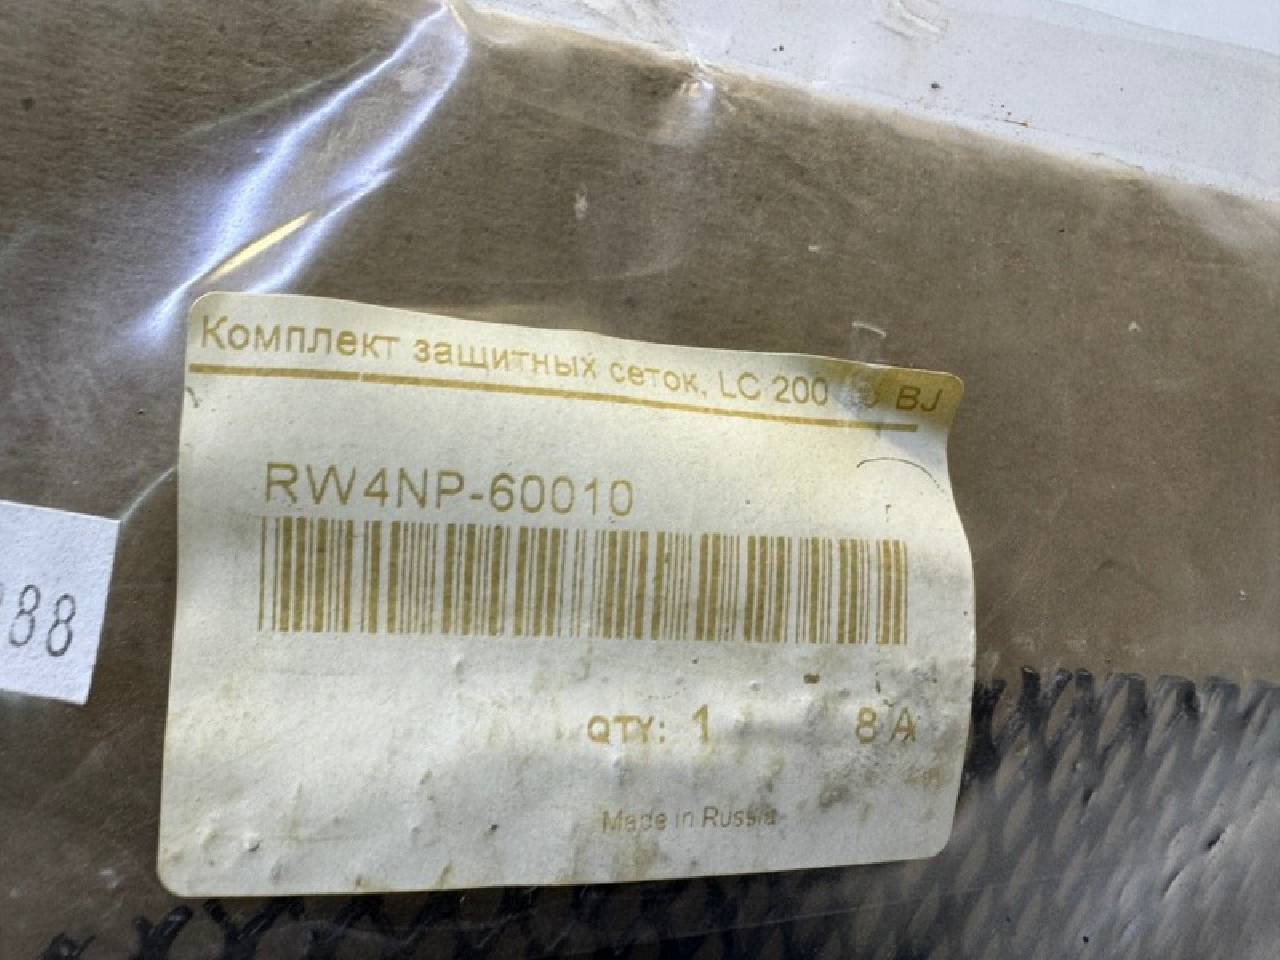 Комплект защитных сеток, LC 200 BJ
RW4NP-60010
88
QTY: 1 8 A
Made in Russia